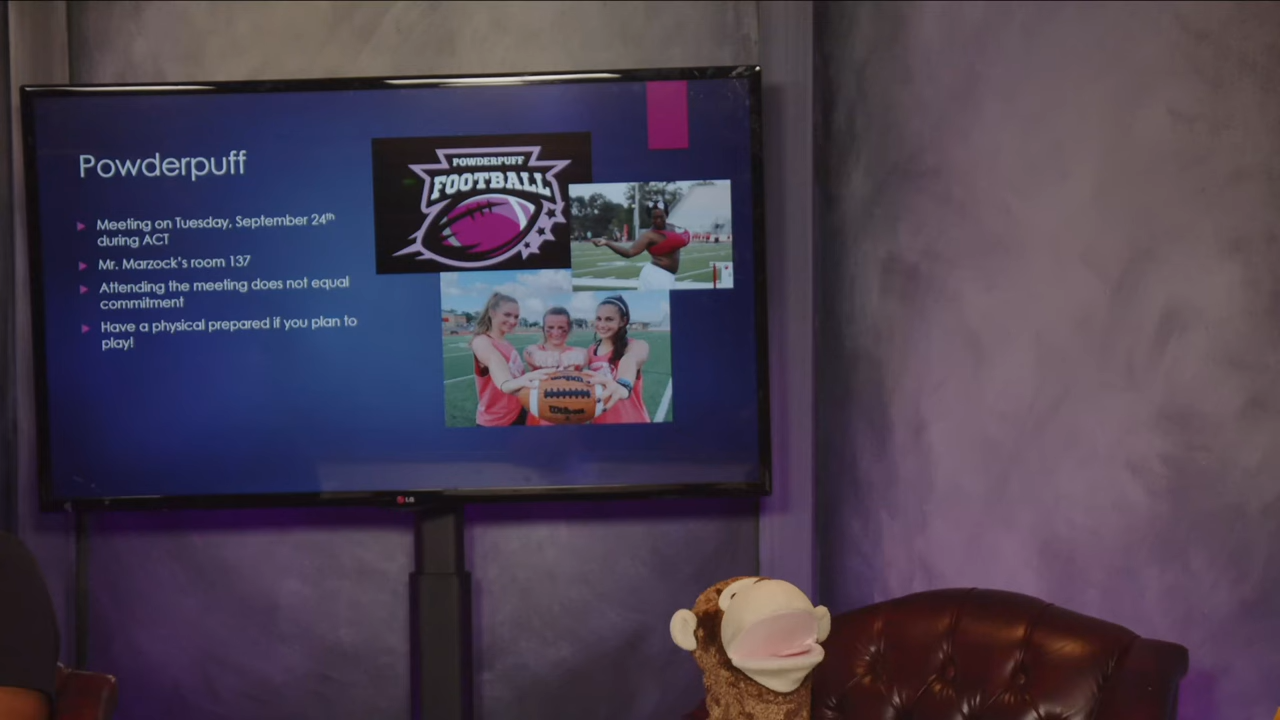 Powderpuff
Meeting on Tuesday, September 24th
during ACT
Mr. Marzock's room 137
Attending the meeting does not equal
commitment
Have a physical prepared if you plan to
play!
POWDERPUFF
FOOTBALL
Wilson
LG